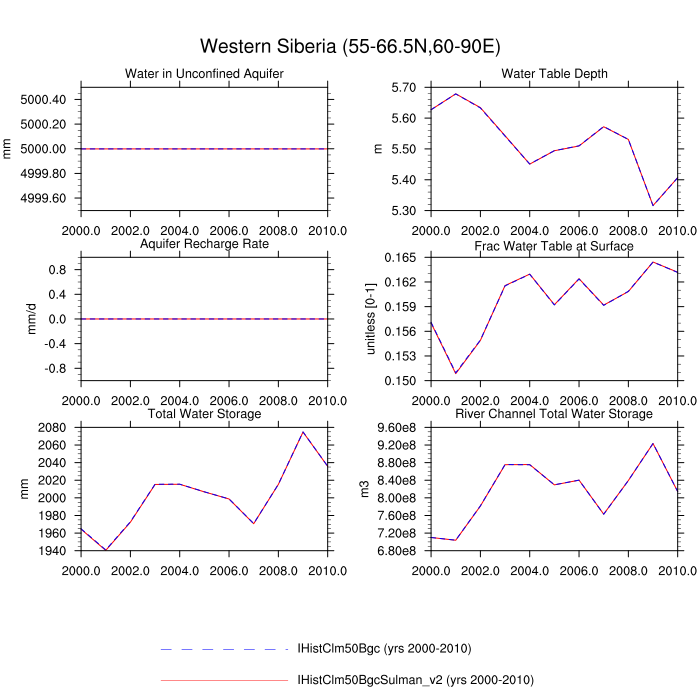 Western Siberia (55-66.5N,60-90E)
Water in Unconfined Aquifer
mm
5000.40
5000.20
5000.00
4999.80
4999.60
2000.0 2002.0 2004.0 2006.0 2008.0 2010.0
Water Table Depth
m
5.70
5.60
5.50
5.40
5.30
2000.0 2002.0 2004.0 2006.0 2008.0 2010.0
Aquifer Recharge Rate
mm/d
0.8
0.4
0.0
-0.4
-0.8
2000.0 2002.0 2004.0 2006.0 2008.0 2010.0
Frac Water Table at Surface
unitless [0-1]
0.165
0.162
0.159
0.156
0.153
0.150
2000.0 2002.0 2004.0 2006.0 2008.0 2010.0
Total Water Storage
mm
2080
2060
2040
2020
2000
1980
1960
1940
2000.0 2002.0 2004.0 2006.0 2008.0 2010.0
River Channel Total Water Storage
m3
9.60e8
9.20e8
8.80e8
8.40e8
8.00e8
7.60e8
7.20e8
6.80e8
2000.0 2002.0 2004.0 2006.0 2008.0 2010.0
IHistClm50Bgc (yrs 2000-2010)
IHistClm50BgcSulman_v2 (yrs 2000-2010)